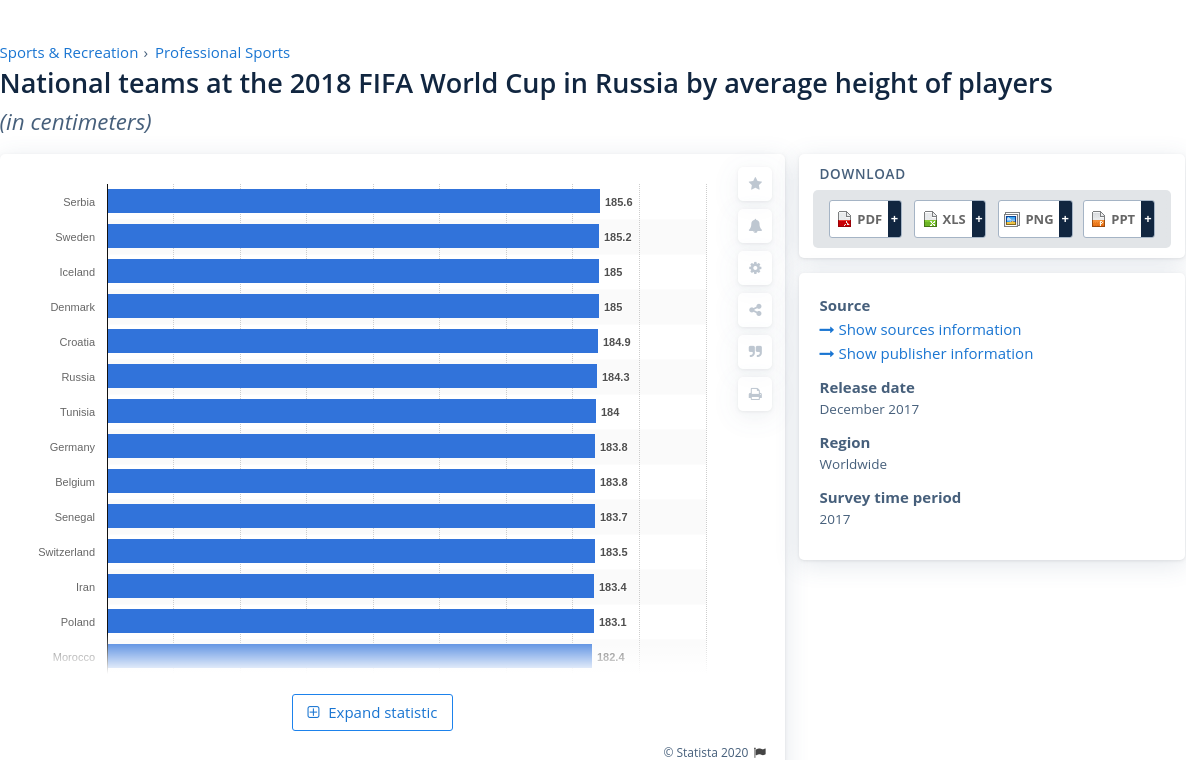 Sports & Recreation › Professional Sports
National teams at the 2018 FIFA World Cup in Russia by average height of players
(in centimeters)
Serbia 185.6
Sweden 185.2
Iceland 185
Denmark 185
Croatia 184.9
Russia 184.3
Tunisia 184
Germany 183.8
Belgium 183.8
Senegal 183.7
Switzerland 183.5
Iran 183.4
Poland 183.1
Morocco 182.4
Expand statistic
© Statista 2020
DOWNLOAD
PDF + XLS + PNG + PPT +
Source
Show sources information
Show publisher information
Release date
December 2017
Region
Worldwide
Survey time period
2017